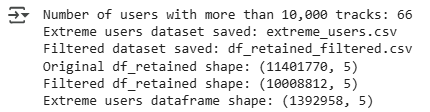 Number of users with more than 10,000 tracks: 66
Extreme users dataset saved: extreme_users.csv
Filtered dataset saved: df_retained_filtered.csv
Original df_retained shape: (11401770, 5)
Filtered df_retained shape: (10008812, 5)
Extreme users dataframe shape: (1392958, 5)